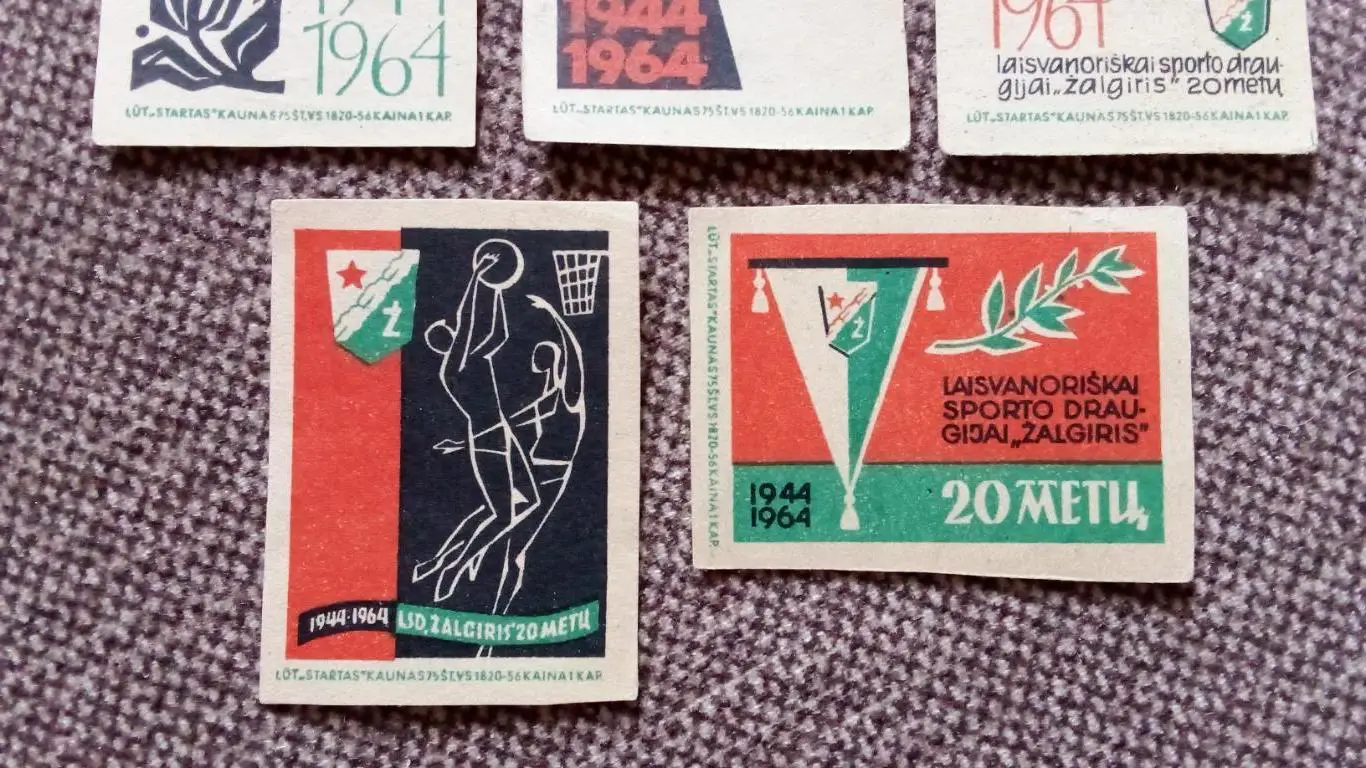 1944
1964
LŪT„STARTAS"KAUNAS 75 ŠT.VS 1820-56 KAINA 1 KAP.
1944
1964
LŪT„STARTAS"KAUNAS 75 ŠT.VS 1820-56 KAINA 1 KAP.
1964
Ž
laisvanoriškai sporto drau-
gijai „žalgiris" 20 metų
LŪT„STARTAS"KAUNAS 75 ŠT.VS 1820-56 KAINA 1 KAP.
Ž
1944-1964 LSD„ŽALGIRIS"20 METŲ
LŪT„STARTAS"KAUNAS 75 ŠT.VS 1820-56 KAINA 1 KAP.
LŪT„STARTAS"KAUNAS 75 ŠT.VS 1820-56 KAINA 1 KAP.
Ž
LAISVANORIŠKAI
SPORTO DRAU-
GIJAI „ŽALGIRIS"
1944
1964
20 METŲ